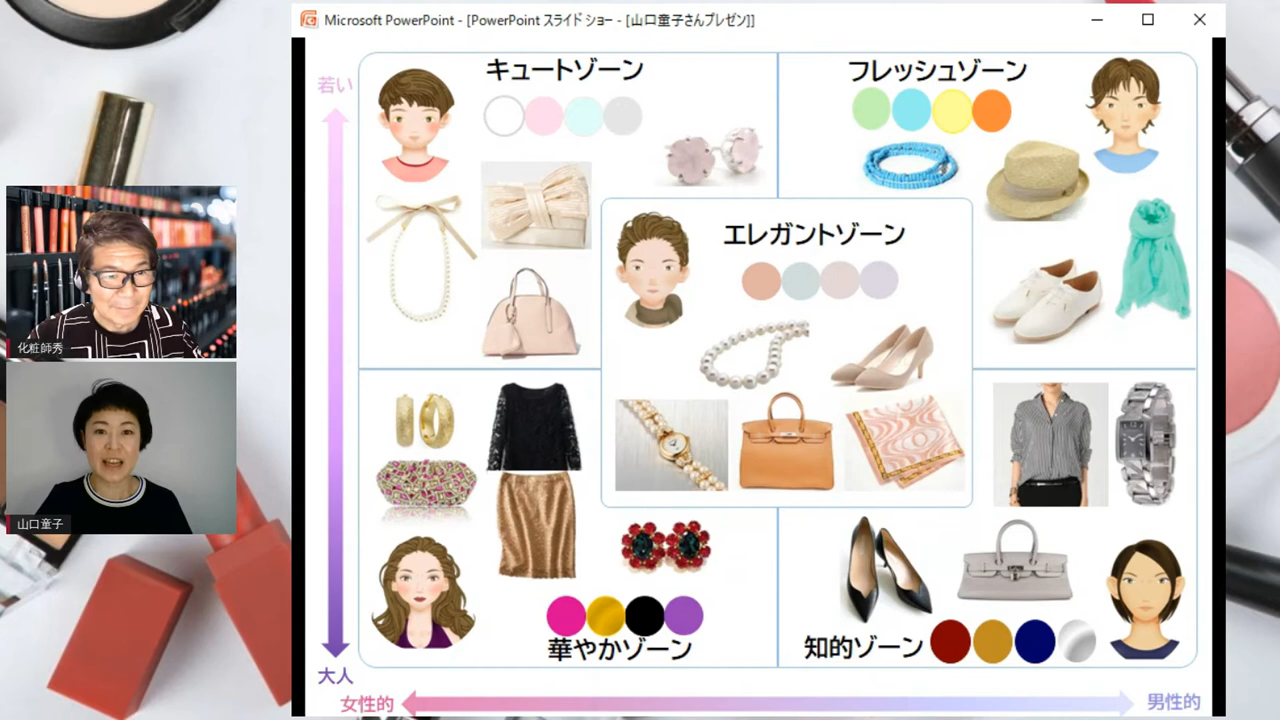 Microsoft PowerPoint - [PowerPoint スライド ショー - [山口童子さんプレゼン]]
若い
キュートゾーン
フレッシュゾーン
エレガントゾーン
化粧師秀
山口童子
華やかゾーン
知的ゾーン
大人
女性的
男性的